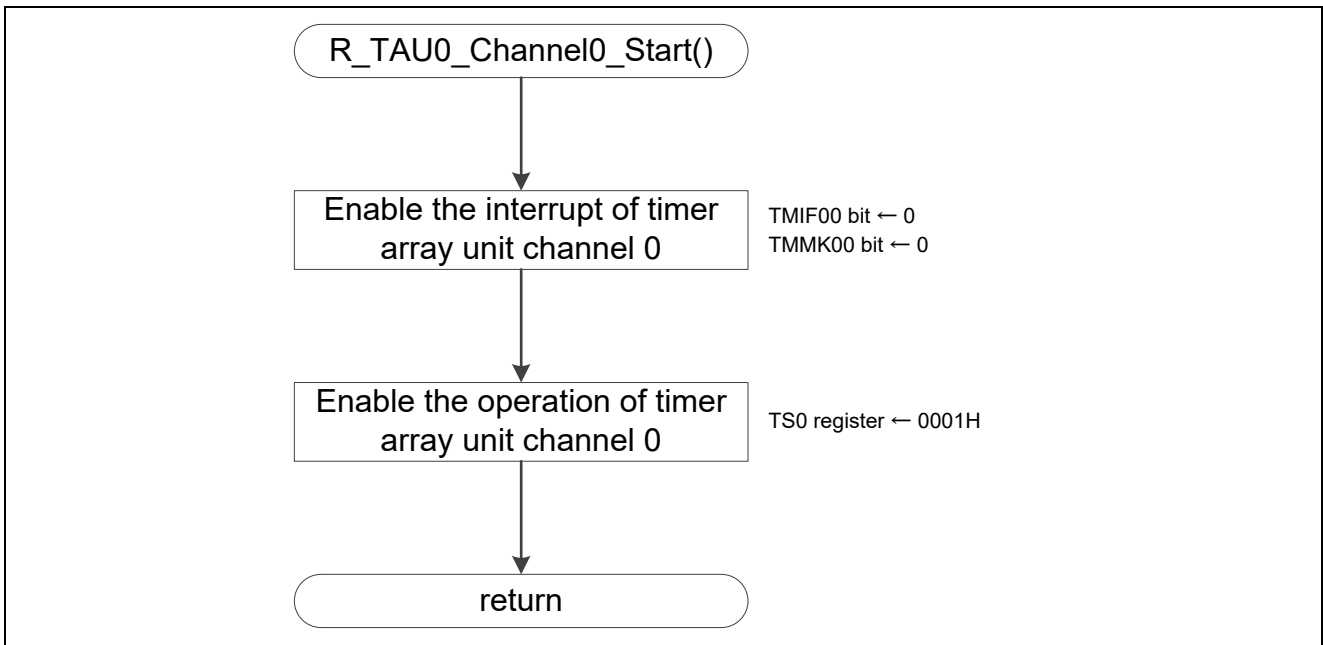 R_TAU0_Channel0_Start()
Enable the interrupt of timer
array unit channel 0
TMIF00 bit ← 0
TMMK00 bit ← 0
Enable the operation of timer
array unit channel 0
TS0 register ← 0001H
return